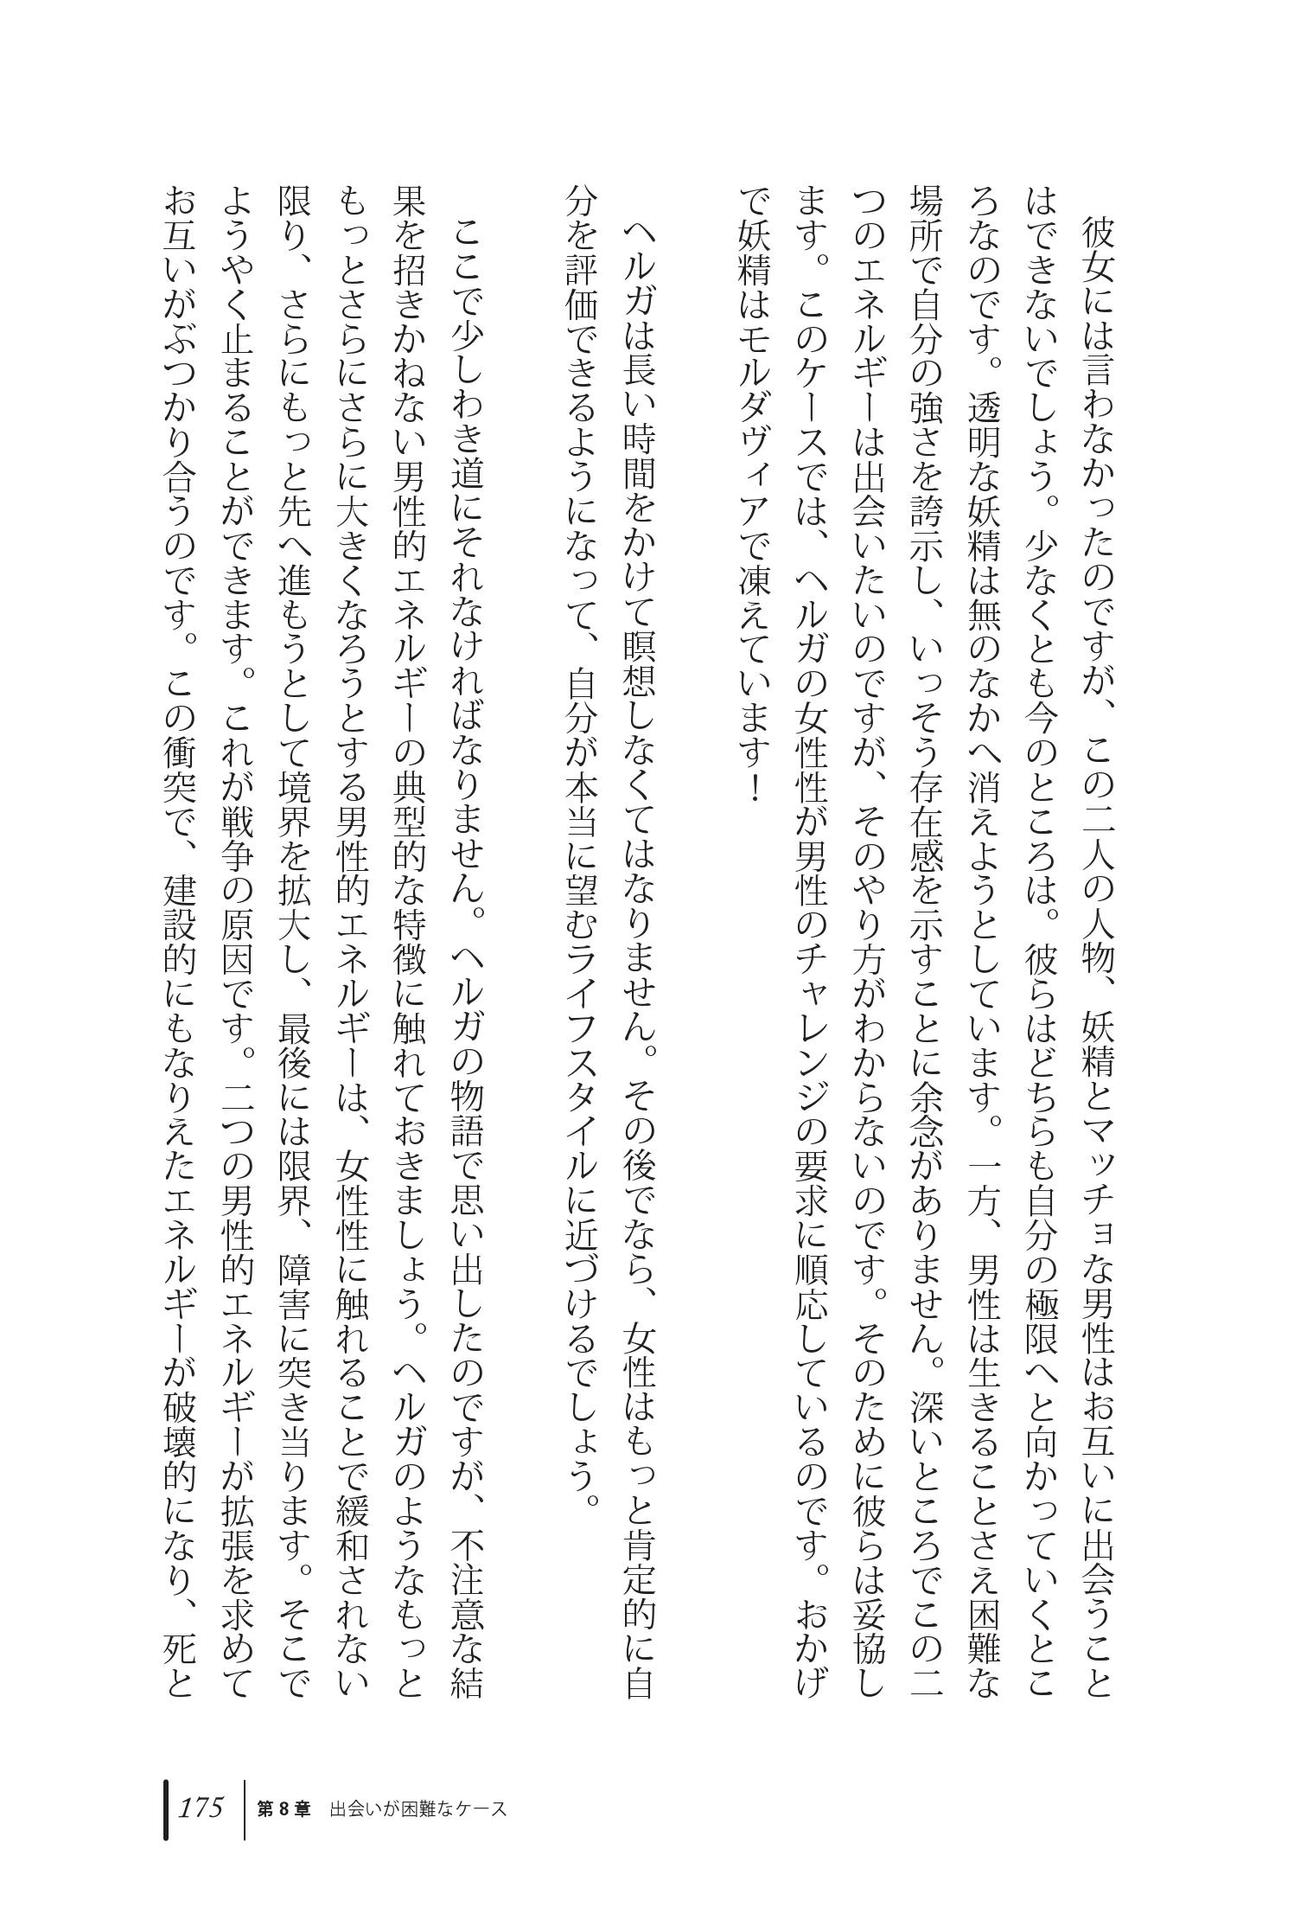 彼女には言わなかったのですが、この二人の人物、妖精とマッチョな男性はお互いに出会うこと
はできないでしょう。少なくとも今のところは。彼らはどちらも自分の極限へと向かっていくとこ
ろなのです。透明な妖精は無のなかへ消えようとしています。一方、男性は生きることさえ困難な
場所で自分の強さを誇示し、いっそう存在感を示すことに余念がありません。深いところでこの二
つのエネルギーは出会いたいのですが、そのやり方がわからないのです。そのために彼らは妥協し
ます。このケースでは、ヘルガの女性性が男性のチャレンジの要求に順応しているのです。おかげ
で妖精はモルダヴィアで凍えています！
ヘルガは長い時間をかけて瞑想しなくてはなりません。その後でなら、女性はもっと肯定的に自
分を評価できるようになって、自分が本当に望むライフスタイルに近づけるでしょう。
ここで少しわき道にそれなければなりません。ヘルガの物語で思い出したのですが、不注意な結
果を招きかねない男性的エネルギーの典型的な特徴に触れておきましょう。ヘルガのようなもっと
もっとさらにさらに大きくなろうとする男性的エネルギーは、女性性に触れることで緩和されない
限り、さらにもっと先へ進もうとして境界を拡大し、最後には限界、障害に突き当ります。そこで
ようやく止まることができます。これが戦争の原因です。二つの男性的エネルギーが拡張を求めて
お互いがぶつかり合うのです。この衝突で、建設的にもなりえたエネルギーが破壊的になり、死と
175 第8章 出会いが困難なケース